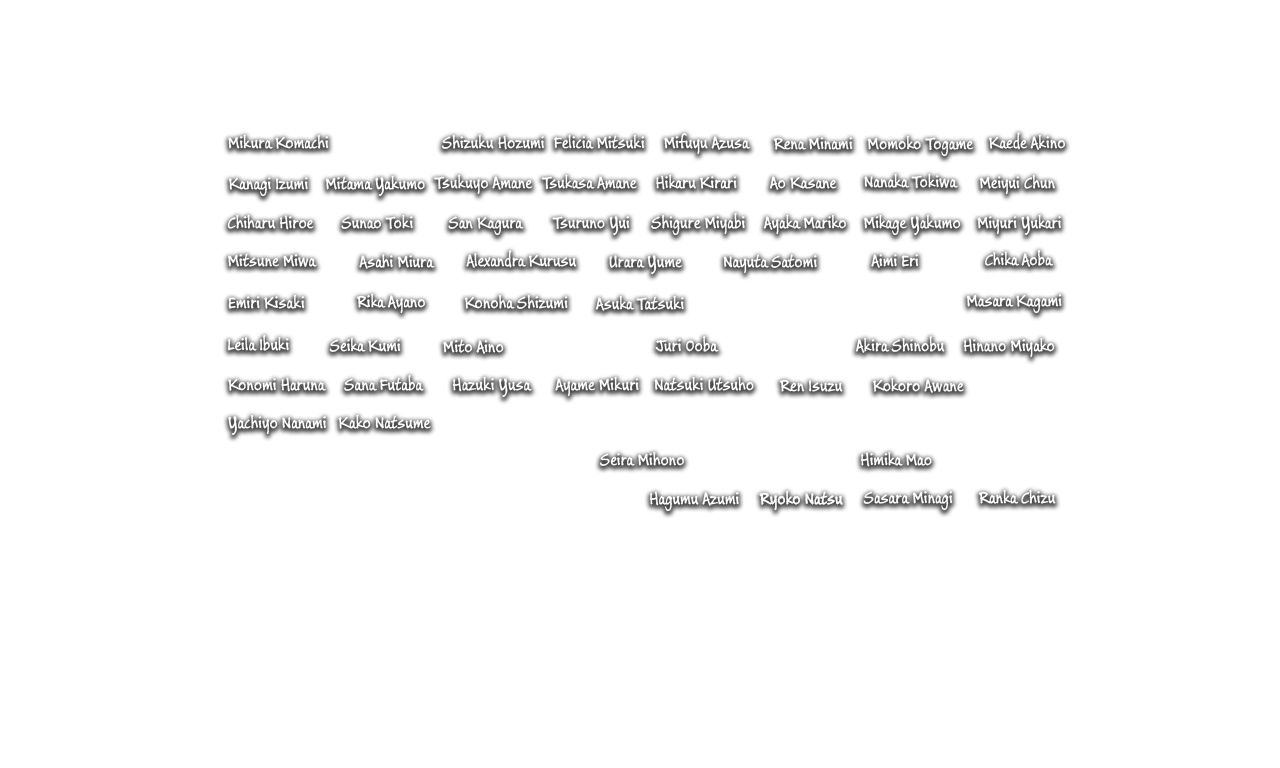 Mikura Komachi Shizuku Hozumi Felicia Mitsuki Mifuyu Azusa Rena Minami Momoko Togame Kaede Akino
Kanagi Izumi Mitama Yakumo Tsukuyo Amane Tsukasa Amane Hikaru Kirari Ao Kasane Nanaka Tokiwa Meiyui Chun
Chiharu Hiroe Sunao Toki San Kagura Tsuruno Yui Shigure Miyabi Ayaka Mariko Mikage Yakumo Miyuri Yukari
Mitsune Miwa Asahi Miura Alexandra Kurusu Urara Yume Nayuta Satomi Aimi Eri Chika Aoba
Emiri Kisaki Rika Ayano Konoha Shizumi Asuka Tatsuki Masara Kagami
Leila Ibuki Seika Kumi Mito Aino Juri Ooba Akira Shinobu Hinano Miyako
Konomi Haruna Sana Futaba Hazuki Yusa Ayame Mikuri Natsuki Utsuho Ren Isuzu Kokoro Awane
Yachiyo Nanami Kako Natsume
Seira Mihono Himika Mao
Hagumu Azumi Ryoko Natsu Sasara Minagi Ranka Chizu